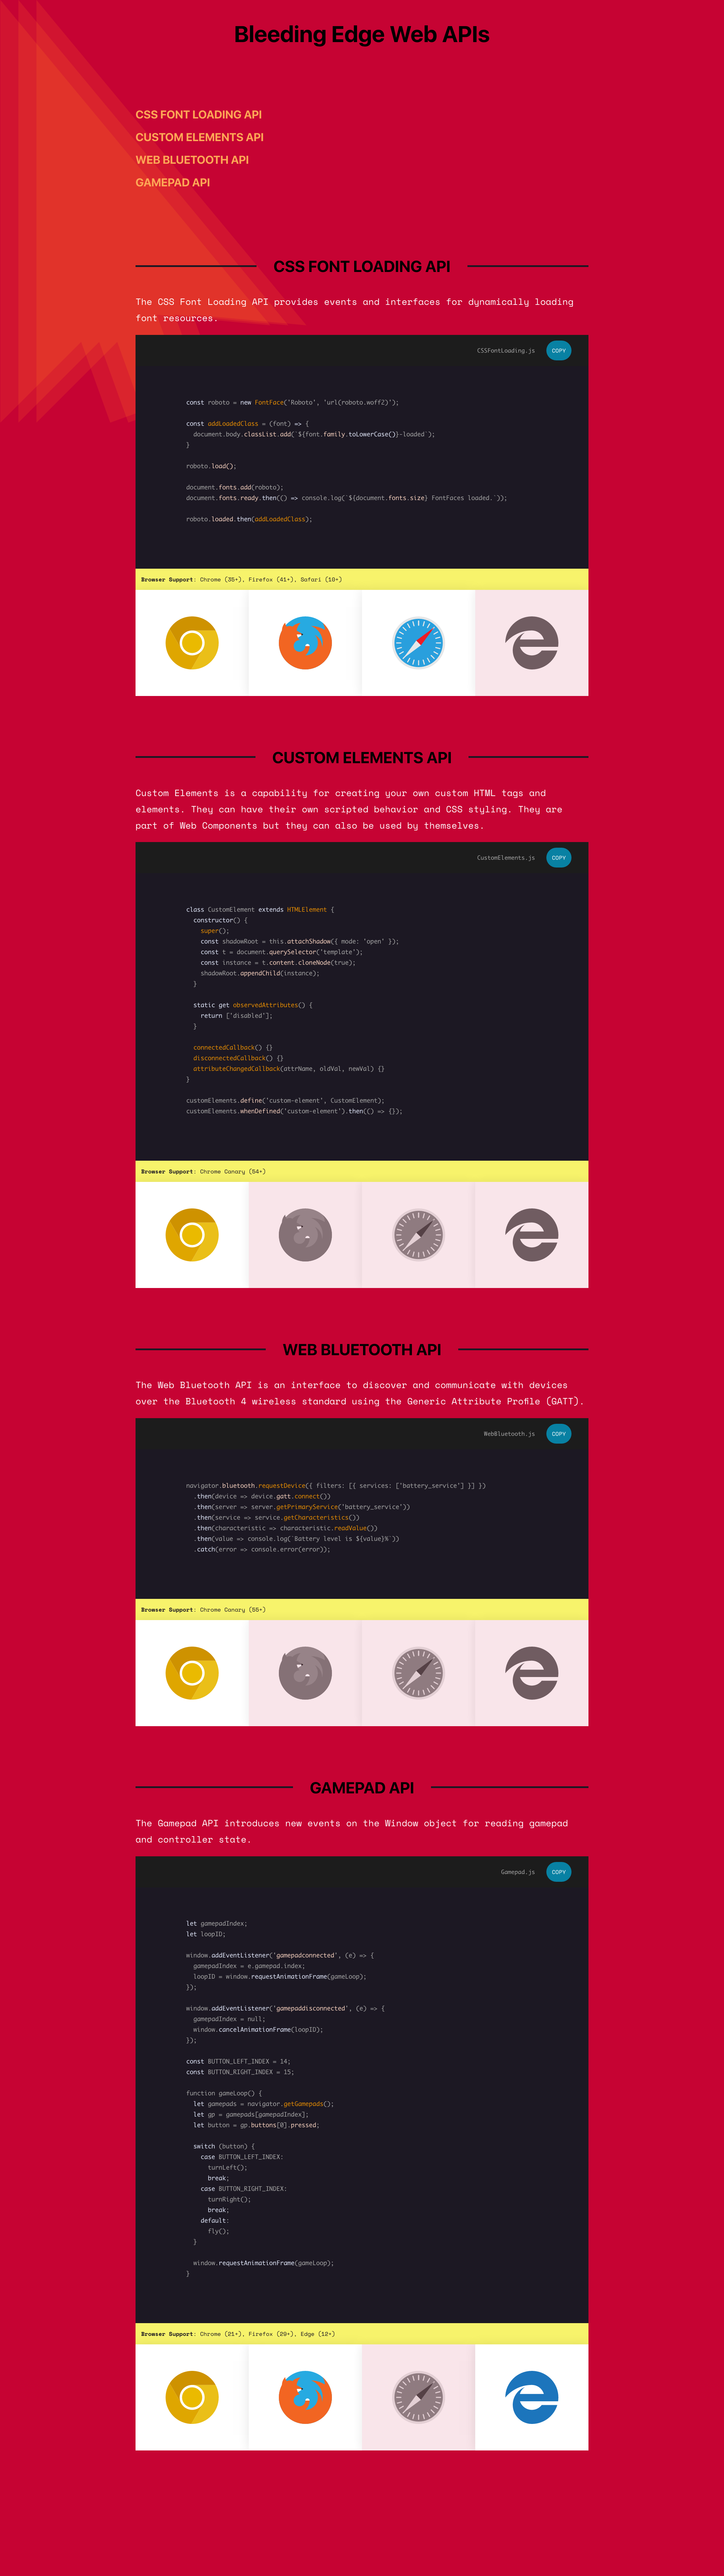 Bleeding Edge Web APIs
CSS FONT LOADING API
CUSTOM ELEMENTS API
WEB BLUETOOTH API
GAMEPAD API
CSS FONT LOADING API
The CSS Font Loading API provides events and interfaces for dynamically loading
font resources.
CSSFontLoading.js COPY
const roboto = new FontFace('Roboto', 'url(roboto.woff2)');
const addLoadedClass = (font) => {
document.body.classList.add(`${font.family.toLowerCase()}-loaded`);
}
roboto.load();
document.fonts.add(roboto);
document.fonts.ready.then(() => console.log(`${document.fonts.size} FontFaces loaded.`));
roboto.loaded.then(addLoadedClass);
Browser Support: Chrome (35+), Firefox (41+), Safari (10+)
CUSTOM ELEMENTS API
Custom Elements is a capability for creating your own custom HTML tags and
elements. They can have their own scripted behavior and CSS styling. They are
part of Web Components but they can also be used by themselves.
CustomElements.js COPY
class CustomElement extends HTMLElement {
constructor() {
super();
const shadowRoot = this.attachShadow({ mode: 'open' });
const t = document.querySelector('template');
const instance = t.content.cloneNode(true);
shadowRoot.appendChild(instance);
}
static get observedAttributes() {
return ['disabled'];
}
connectedCallback() {}
disconnectedCallback() {}
attributeChangedCallback(attrName, oldVal, newVal) {}
}
customElements.define('custom-element', CustomElement);
customElements.whenDefined('custom-element').then(() => {});
Browser Support: Chrome Canary (54+)
WEB BLUETOOTH API
The Web Bluetooth API is an interface to discover and communicate with devices
over the Bluetooth 4 wireless standard using the Generic Attribute Profile (GATT).
WebBluetooth.js COPY
navigator.bluetooth.requestDevice({ filters: [{ services: ['battery_service'] }] })
.then(device => device.gatt.connect())
.then(server => server.getPrimaryService('battery_service'))
.then(service => service.getCharacteristics())
.then(characteristic => characteristic.readValue())
.then(value => console.log(`Battery level is ${value}%`))
.catch(error => console.error(error));
Browser Support: Chrome Canary (55+)
GAMEPAD API
The Gamepad API introduces new events on the Window object for reading gamepad
and controller state.
Gamepad.js COPY
let gamepadIndex;
let loopID;
window.addEventListener('gamepadconnected', (e) => {
gamepadIndex = e.gamepad.index;
loopID = window.requestAnimationFrame(gameLoop);
});
window.addEventListener('gamepaddisconnected', (e) => {
gamepadIndex = null;
window.cancelAnimationFrame(loopID);
});
const BUTTON_LEFT_INDEX = 14;
const BUTTON_RIGHT_INDEX = 15;
function gameLoop() {
let gamepads = navigator.getGamepads();
let gp = gamepads[gamepadIndex];
let button = gp.buttons[0].pressed;
switch (button) {
case BUTTON_LEFT_INDEX:
turnLeft();
break;
case BUTTON_RIGHT_INDEX:
turnRight();
break;
default:
fly();
}
window.requestAnimationFrame(gameLoop);
}
Browser Support: Chrome (21+), Firefox (29+), Edge (12+)